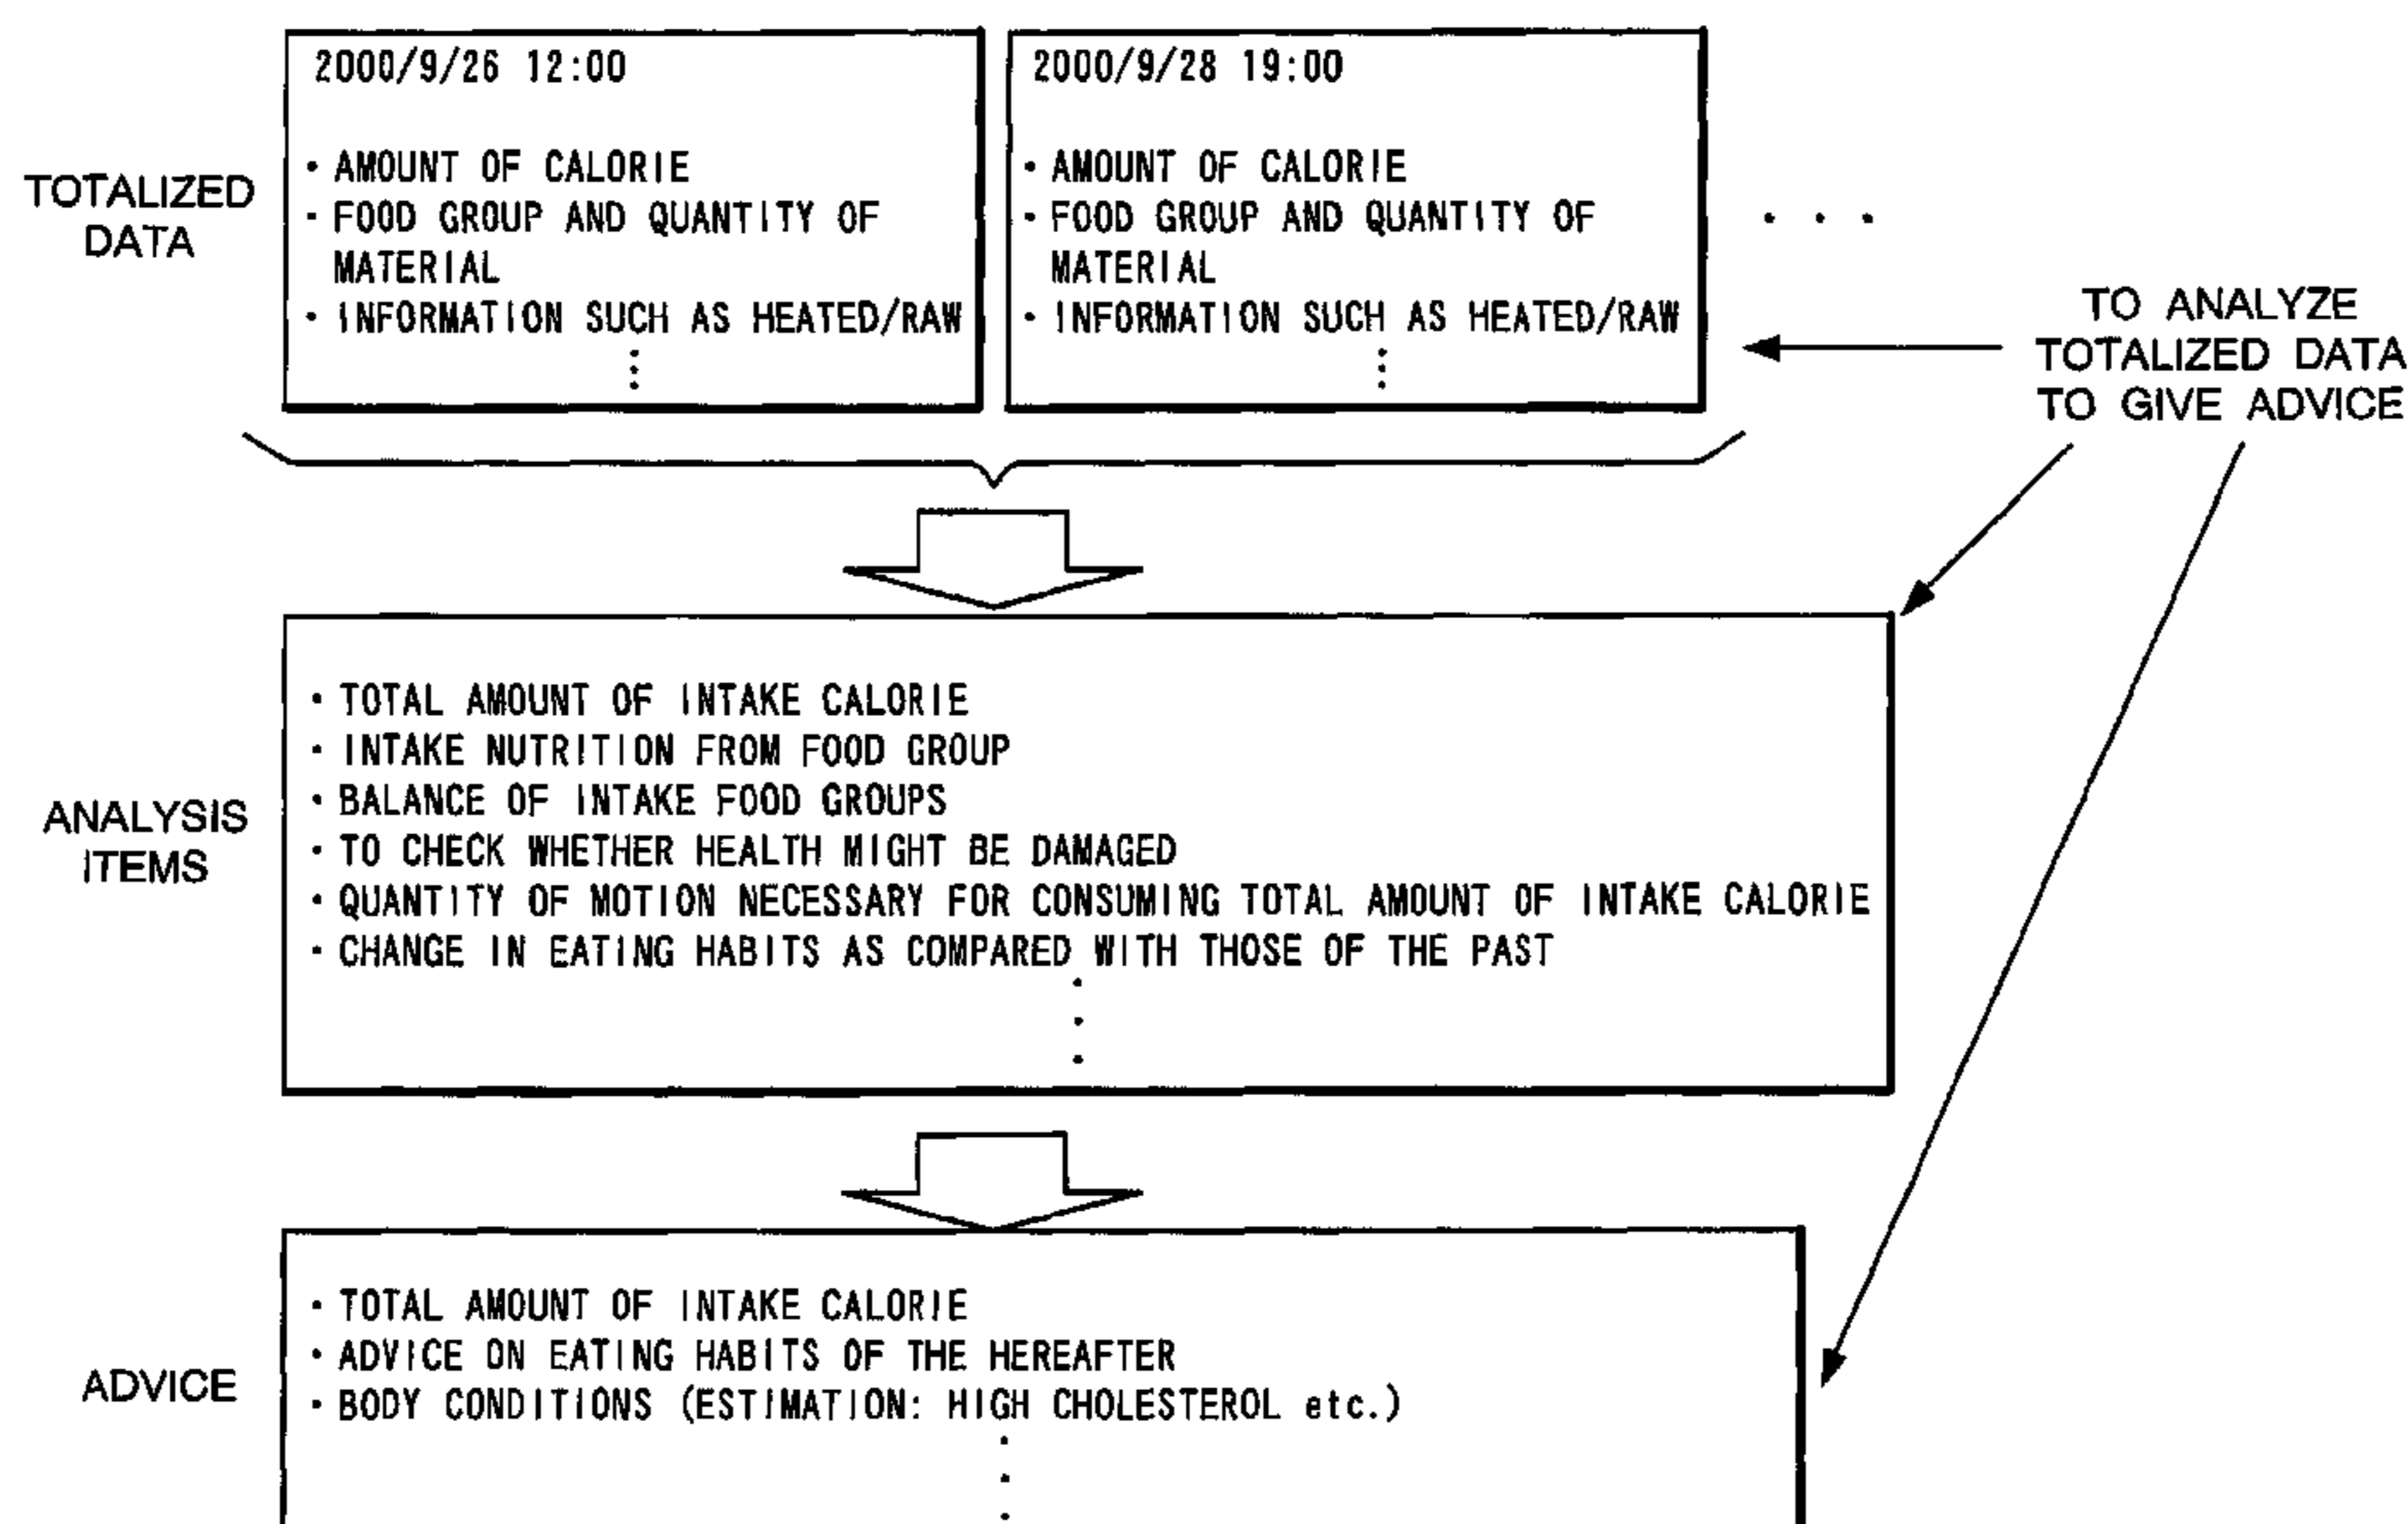 TOTALIZED
DATA
2000/9/26 12:00
・AMOUNT OF CALORIE
・FOOD GROUP AND QUANTITY OF
MATERIAL
・INFORMATION SUCH AS HEATED/RAW
2000/9/28 19:00
・AMOUNT OF CALORIE
・FOOD GROUP AND QUANTITY OF
MATERIAL
・INFORMATION SUCH AS HEATED/RAW
. . .
TO ANALYZE
TOTALIZED DATA
TO GIVE ADVICE
ANALYSIS
ITEMS
・TOTAL AMOUNT OF INTAKE CALORIE
・INTAKE NUTRITION FROM FOOD GROUP
・BALANCE OF INTAKE FOOD GROUPS
・TO CHECK WHETHER HEALTH MIGHT BE DAMAGED
・QUANTITY OF MOTION NECESSARY FOR CONSUMING TOTAL AMOUNT OF INTAKE CALORIE
・CHANGE IN EATING HABITS AS COMPARED WITH THOSE OF THE PAST
ADVICE
・TOTAL AMOUNT OF INTAKE CALORIE
・ADVICE ON EATING HABITS OF THE HEREAFTER
・BODY CONDITIONS (ESTIMATION: HIGH CHOLESTEROL etc.)